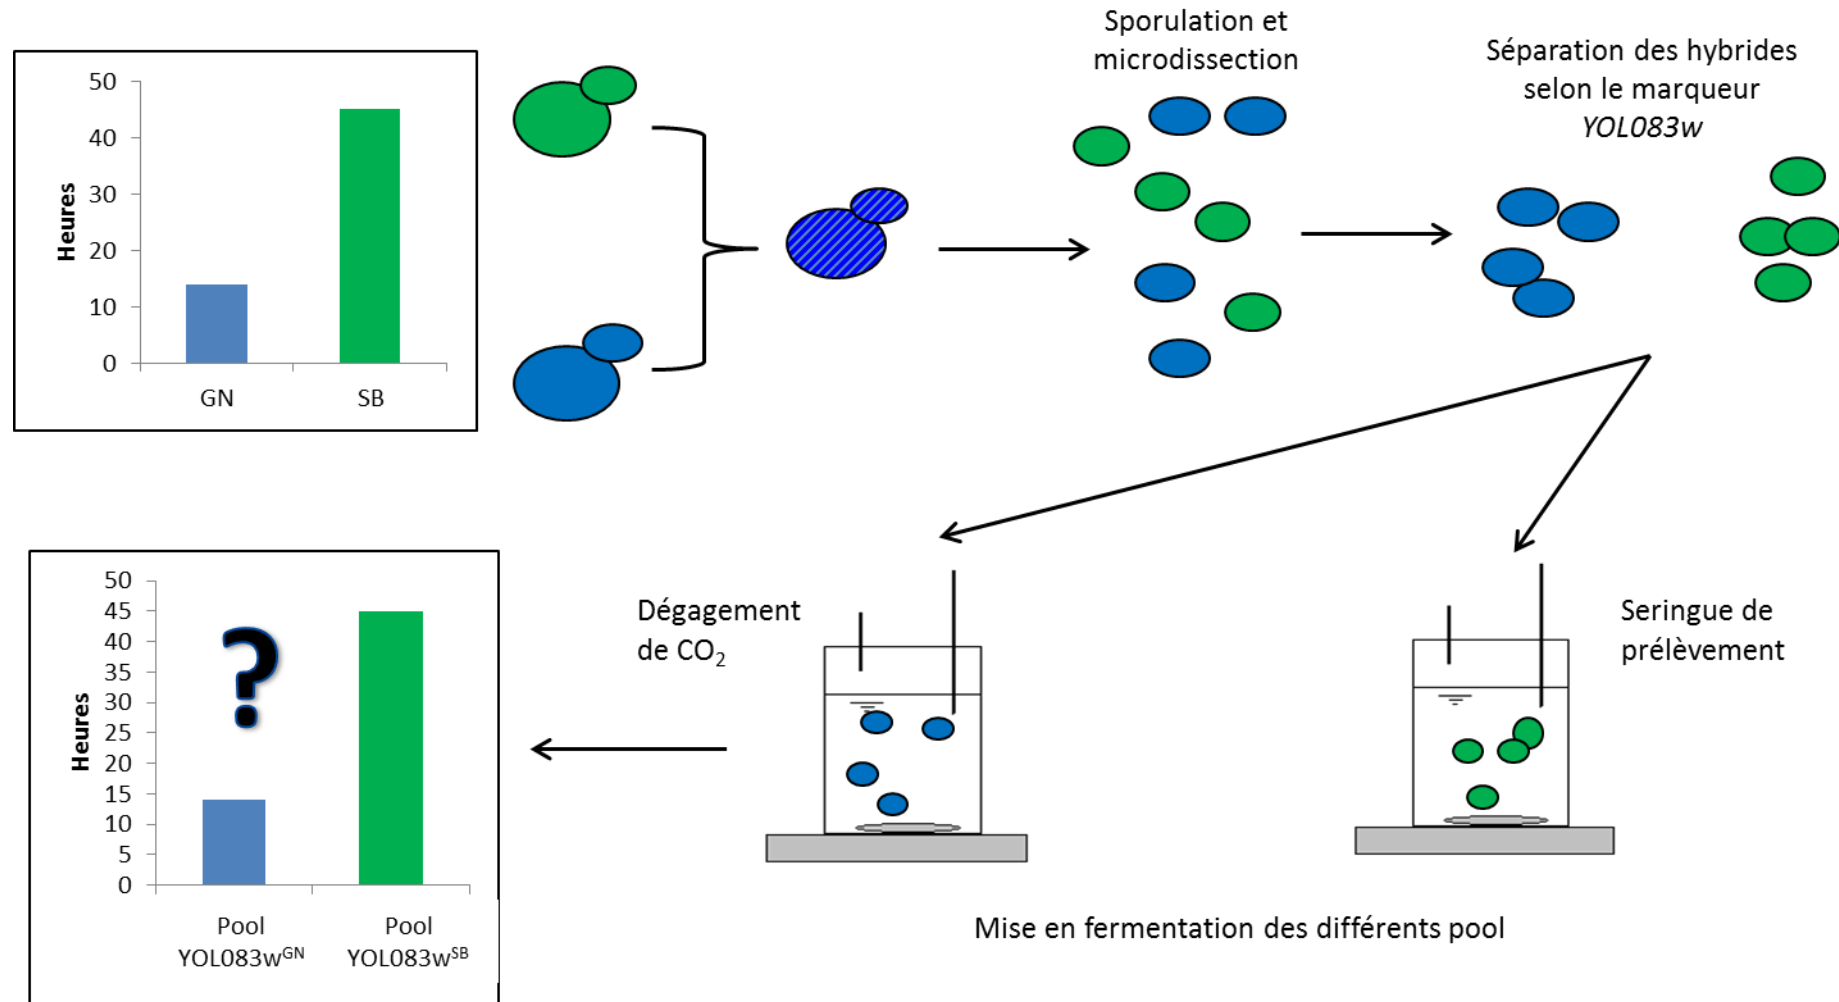 50
40
30
20
10
0
Heures
GN
SB
Sporulation et
microdissection
Séparation des hybrides
selon le marqueur
YOL083w
50
45
40
35
30
25
20
15
10
5
0
Heures
?
Pool
YOL083wᴳᴺ
Pool
YOL083wˢᴮ
Dégagement
de CO₂
Seringue de
prélèvement
Mise en fermentation des différents pool